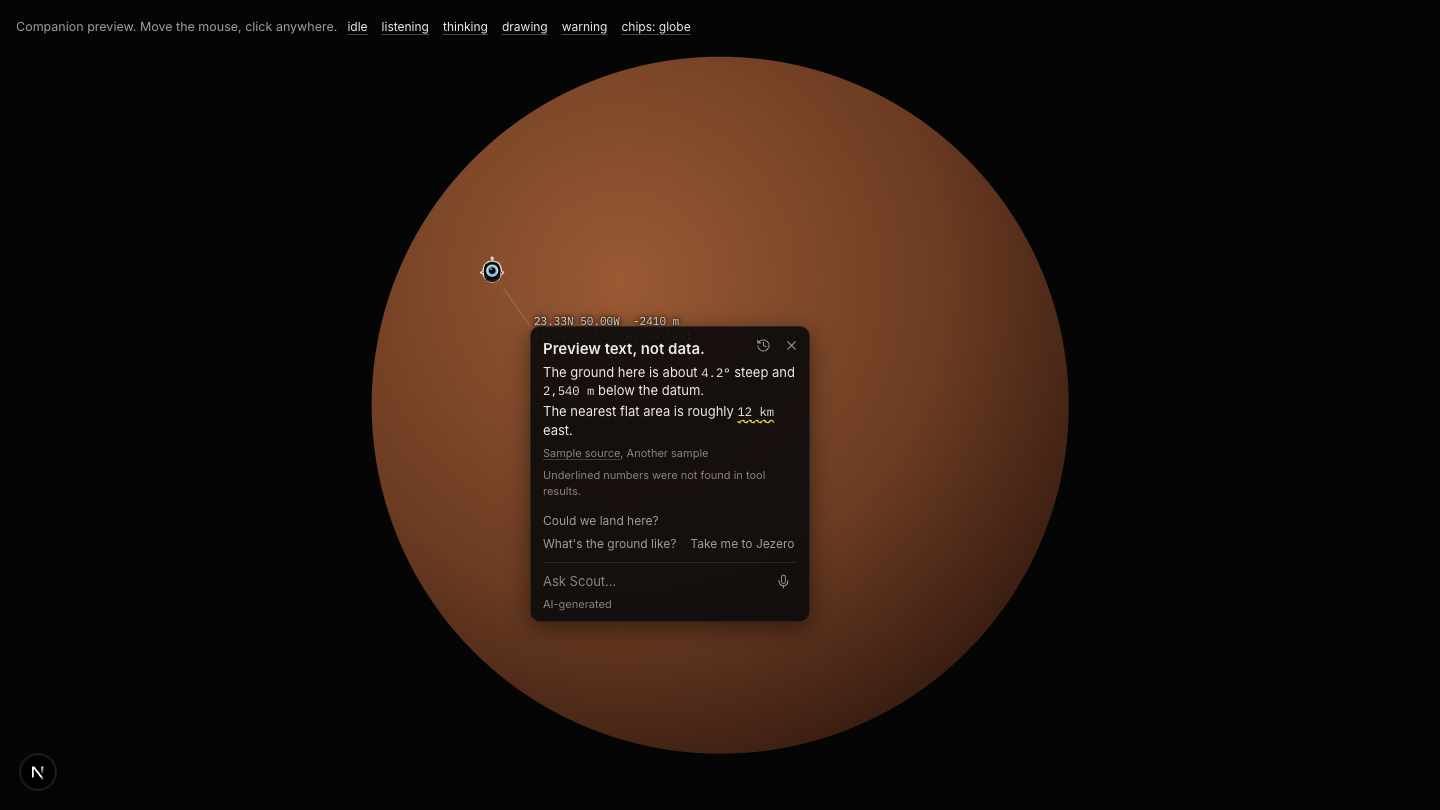 Companion preview. Move the mouse, click anywhere. idle listening thinking drawing warning chips: globe
23.33N 50.00W -2410 m
Preview text, not data.
The ground here is about 4.2° steep and
2,540 m below the datum.
The nearest flat area is roughly 12 km
east.
Sample source, Another sample
Underlined numbers were not found in tool
results.
Could we land here?
What's the ground like? Take me to Jezero
Ask Scout...
AI-generated
N